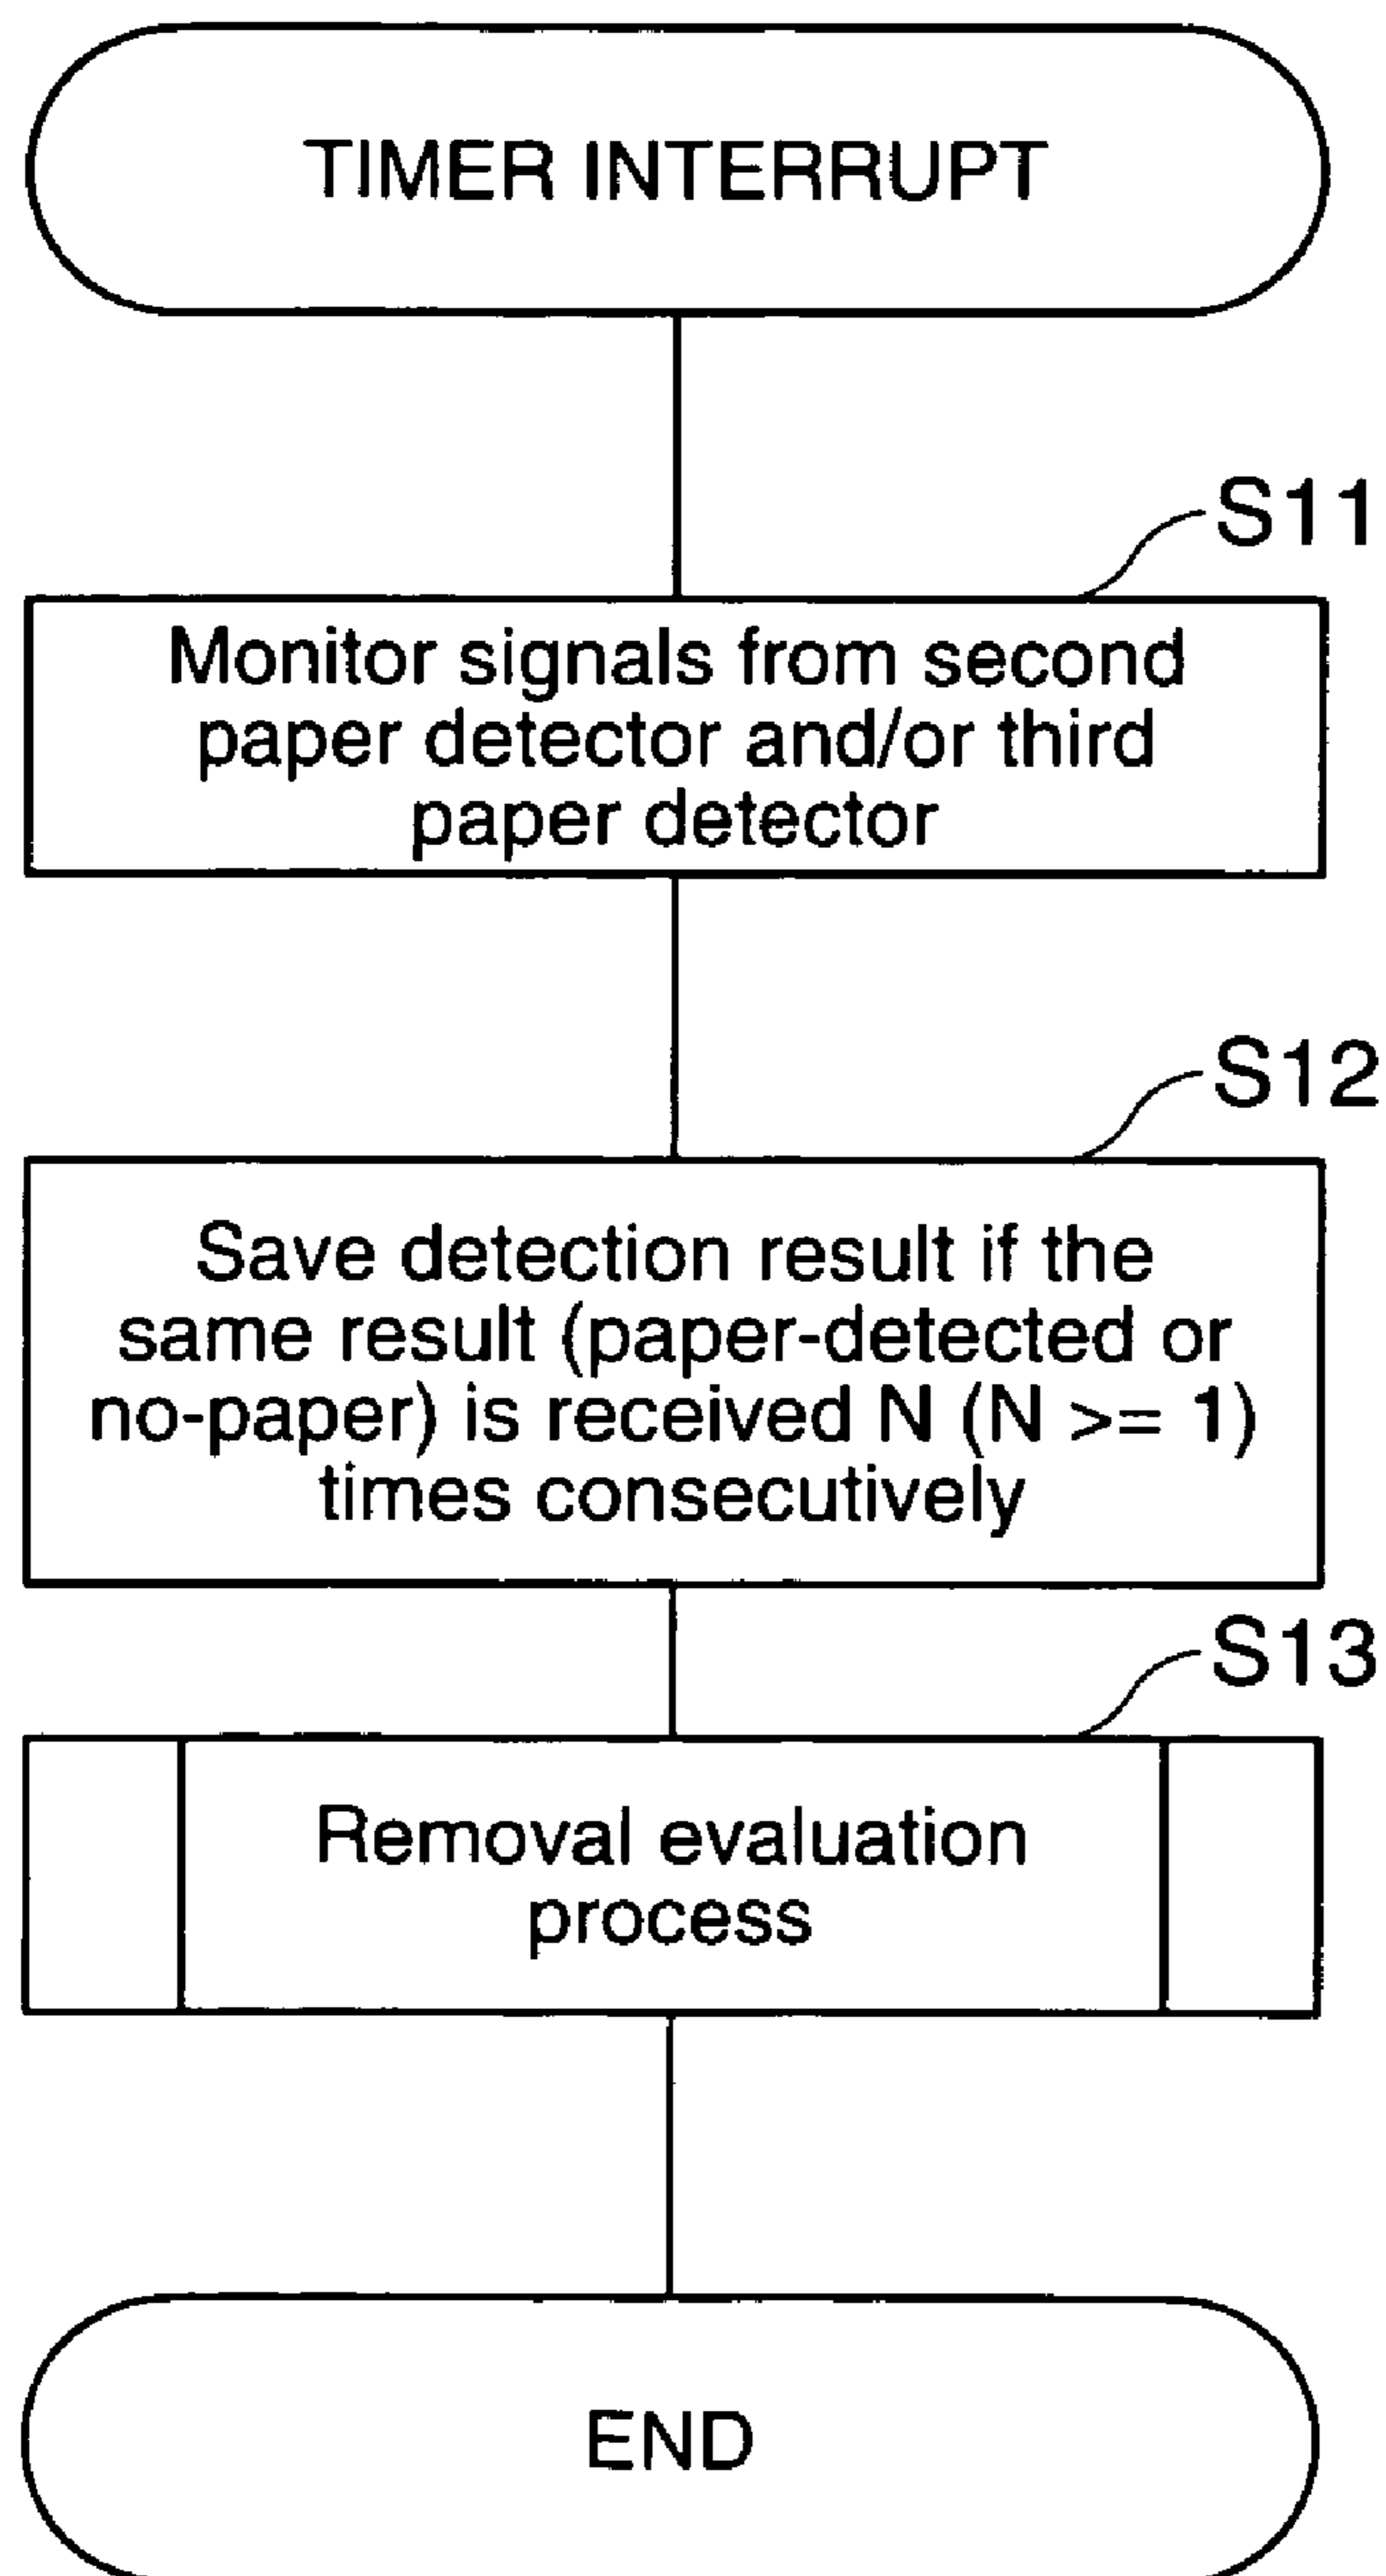 TIMER INTERRUPT
S11
Monitor signals from second
paper detector and/or third
paper detector
S12
Save detection result if the
same result (paper-detected or
no-paper) is received N (N >= 1)
times consecutively
S13
Removal evaluation
process
END